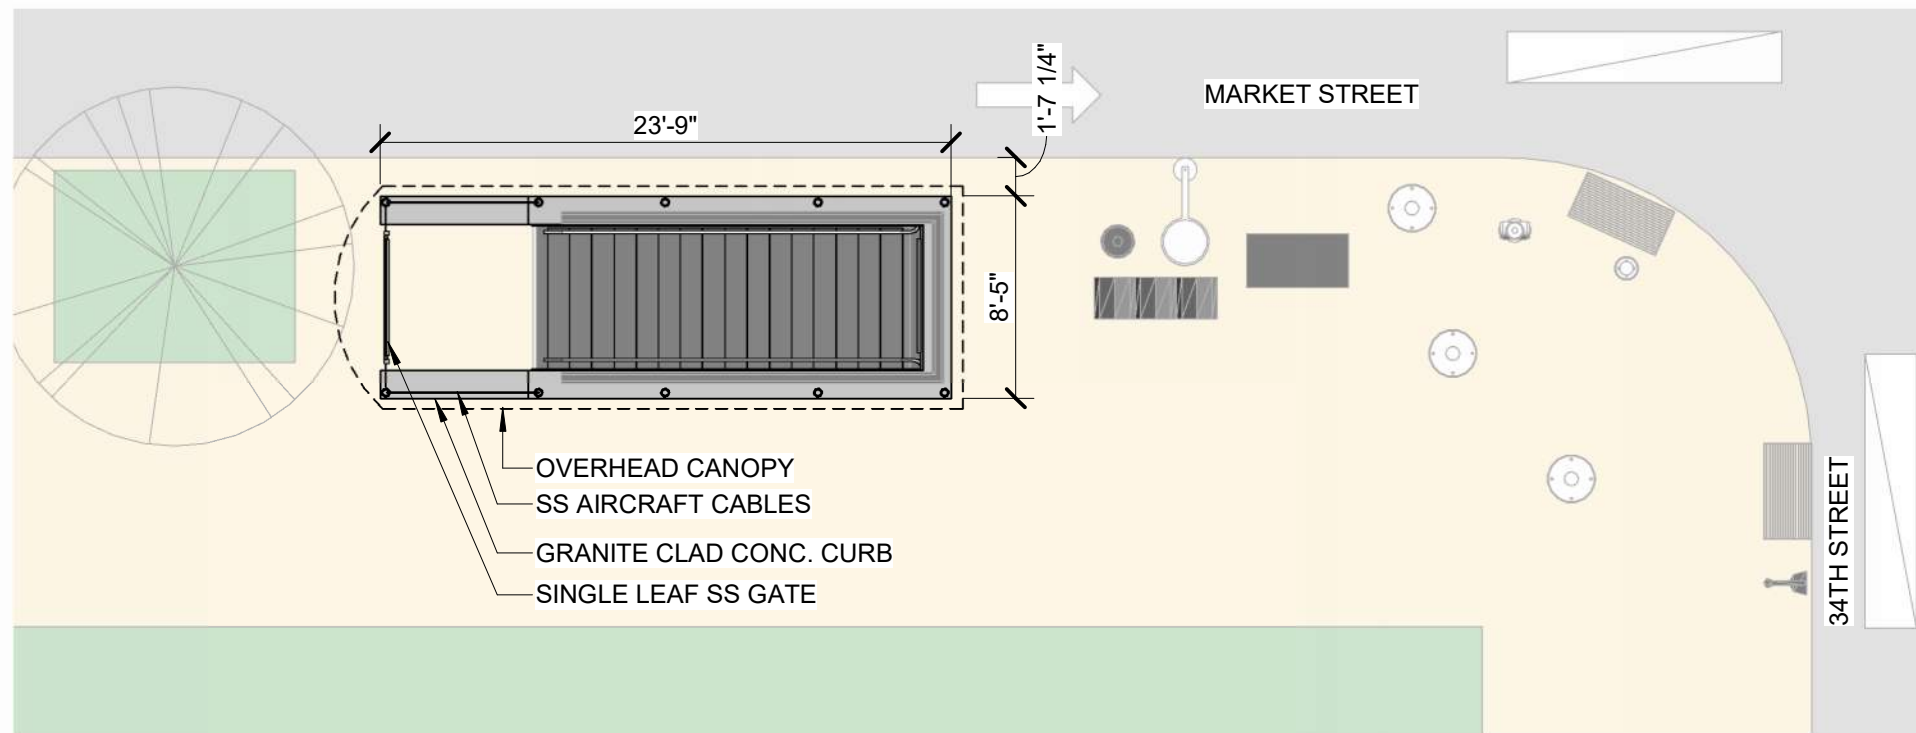 1'-7 1/4"
MARKET STREET
23'-9"
8'-5"
OVERHEAD CANOPY
SS AIRCRAFT CABLES
GRANITE CLAD CONC. CURB
SINGLE LEAF SS GATE
34TH STREET